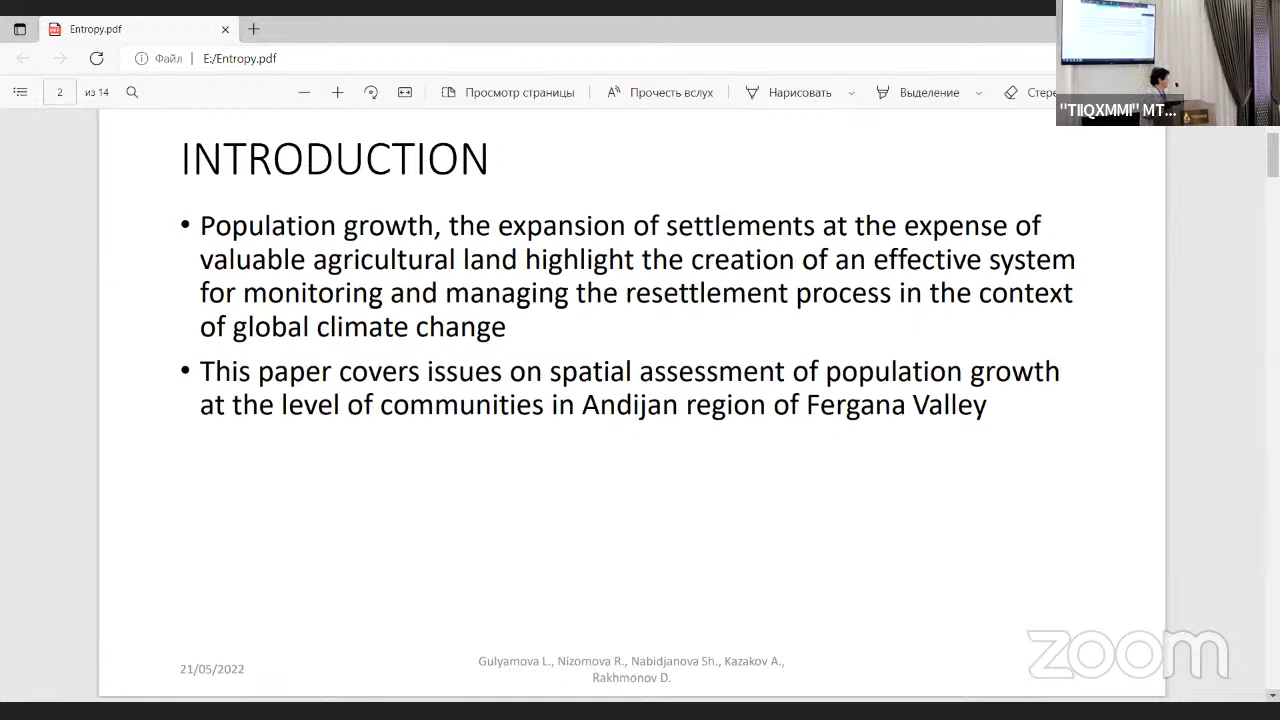 Entropy.pdf
Файл
E:/Entropy.pdf
2
из 14
Просмотр страницы
Прочесть вслух
Нарисовать
Выделение
Стере
"TIIQXMMI" MT...
INTRODUCTION
• Population growth, the expansion of settlements at the expense of
valuable agricultural land highlight the creation of an effective system
for monitoring and managing the resettlement process in the context
of global climate change
• This paper covers issues on spatial assessment of population growth
at the level of communities in Andijan region of Fergana Valley
21/05/2022
Gulyamova L., Nizomova R., Nabidjanova Sh., Kazakov A.,
Rakhmonov D.
zoom